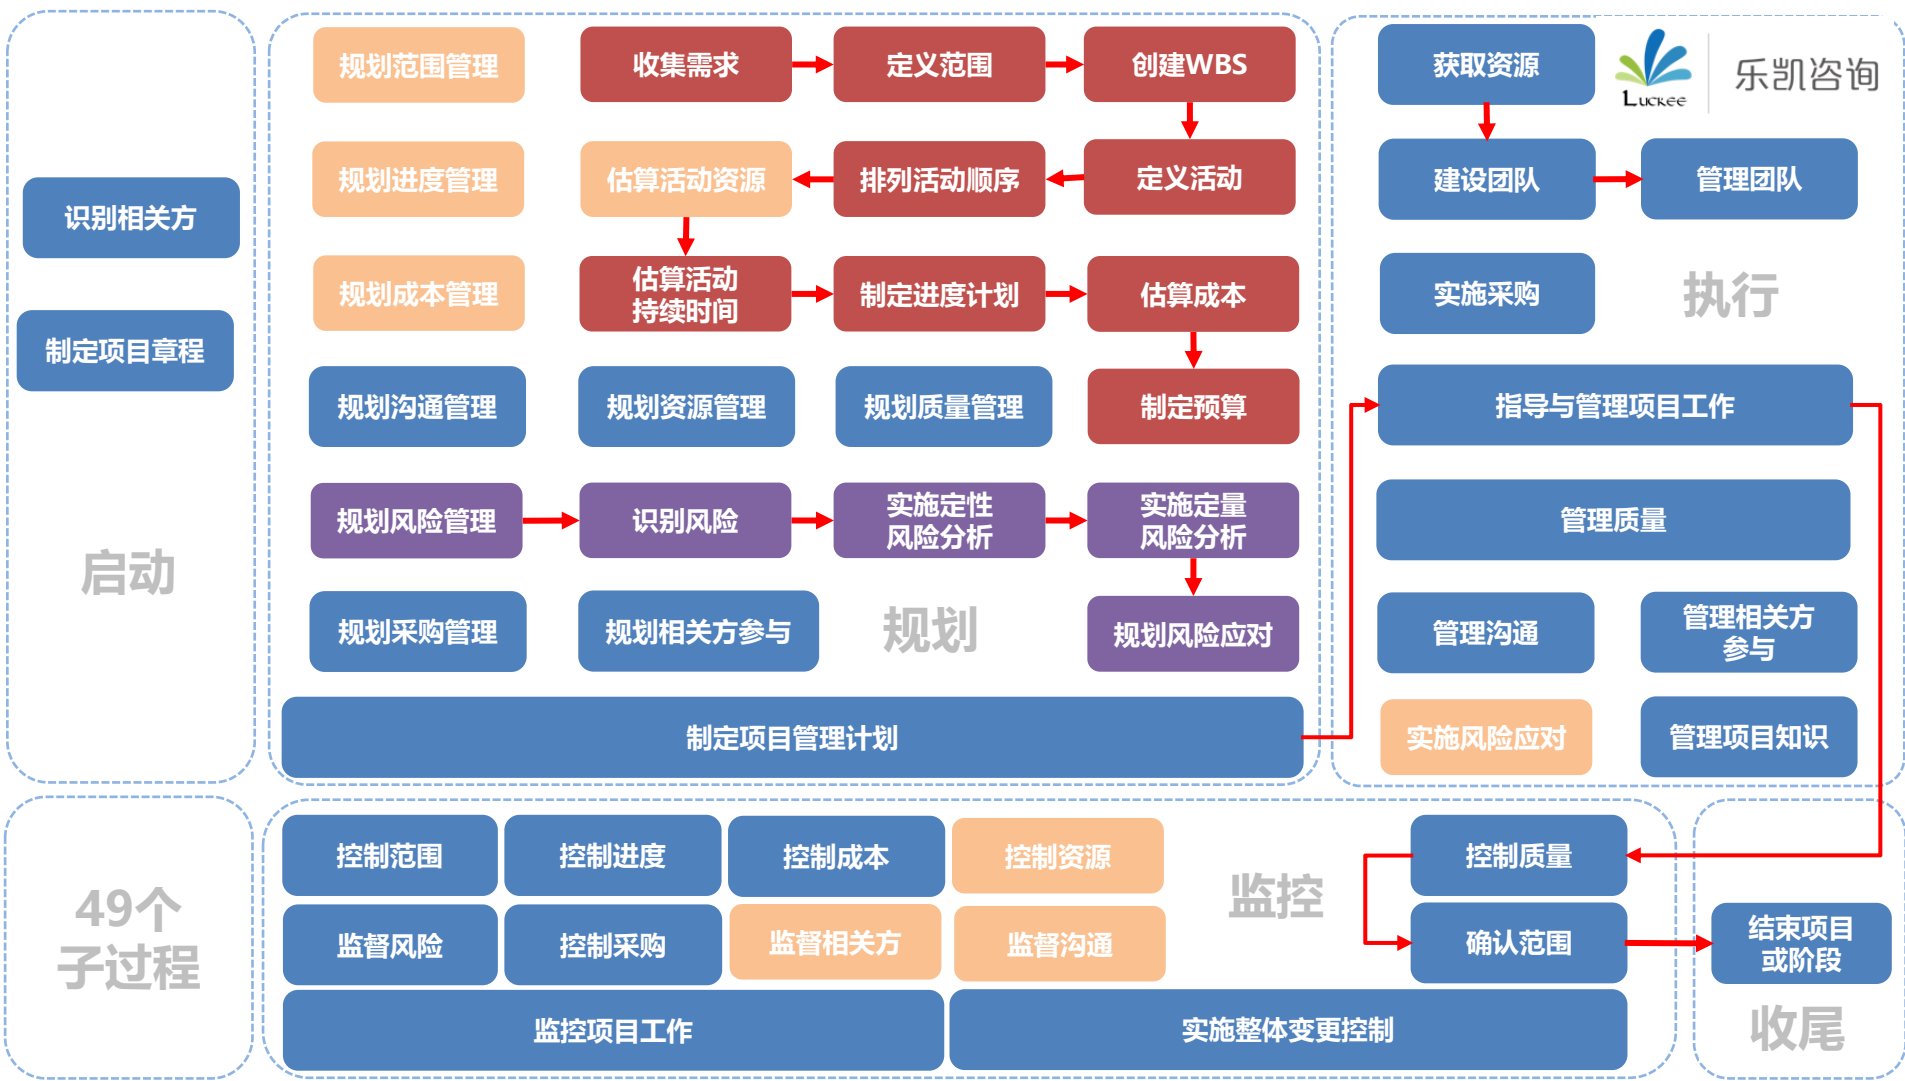 识别相关方
制定项目章程
启动
规划范围管理
收集需求
定义范围
创建WBS
规划进度管理
估算活动资源
排列活动顺序
定义活动
规划成本管理
估算活动
持续时间
制定进度计划
估算成本
规划沟通管理
规划资源管理
规划质量管理
制定预算
规划风险管理
识别风险
实施定性
风险分析
实施定量
风险分析
规划采购管理
规划相关方参与
规划
规划风险应对
制定项目管理计划
获取资源
LUCKEE
乐凯咨询
建设团队
管理团队
实施采购
执行
指导与管理项目工作
管理质量
管理沟通
管理相关方
参与
实施风险应对
管理项目知识
49个
子过程
控制范围
控制进度
控制成本
控制资源
监控
控制质量
监督风险
控制采购
监督相关方
监督沟通
确认范围
监控项目工作
实施整体变更控制
结束项目
或阶段
收尾